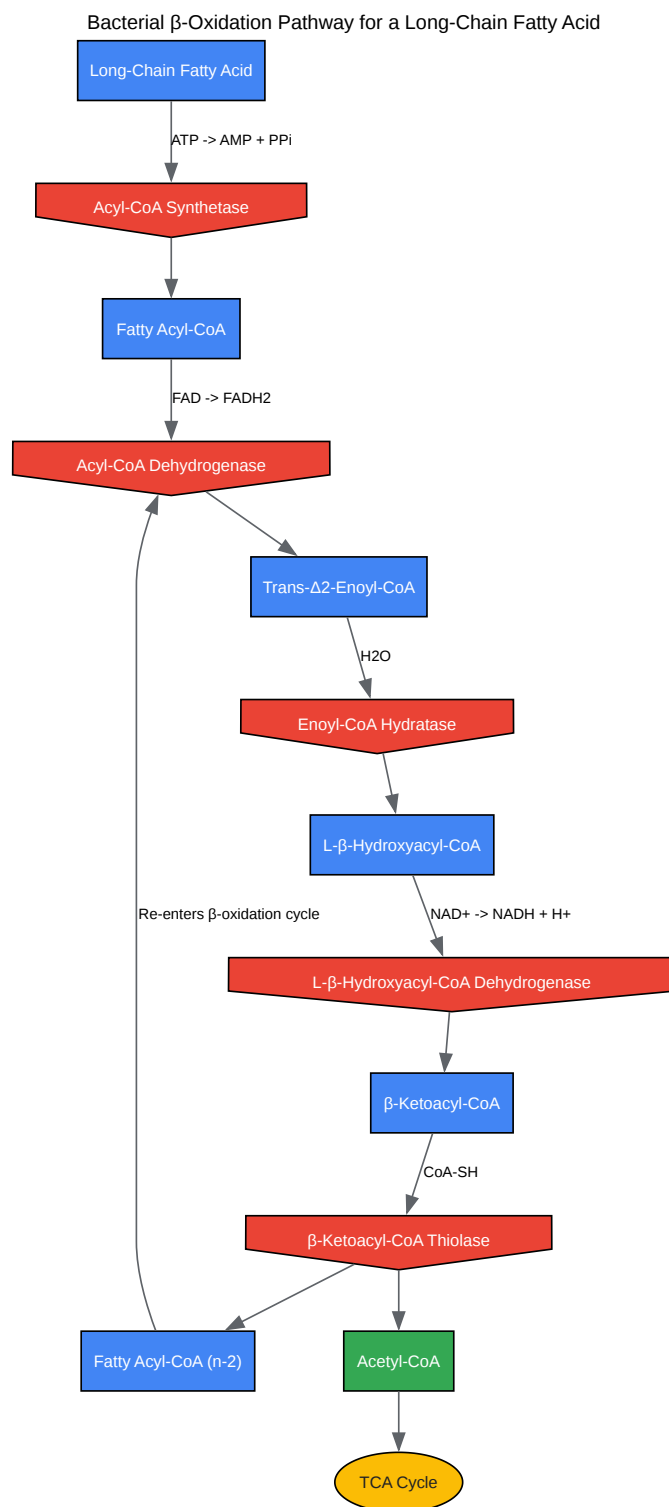 Bacterial β-Oxidation Pathway for a Long-Chain Fatty Acid
Long-Chain Fatty Acid
ATP -> AMP + PPi
Acyl-CoA Synthetase
Fatty Acyl-CoA
FAD -> FADH2
Acyl-CoA Dehydrogenase
Trans-Δ2-Enoyl-CoA
H2O
Enoyl-CoA Hydratase
L-β-Hydroxyacyl-CoA
Re-enters β-oxidation cycle
NAD+ -> NADH + H+
L-β-Hydroxyacyl-CoA Dehydrogenase
β-Ketoacyl-CoA
CoA-SH
β-Ketoacyl-CoA Thiolase
Fatty Acyl-CoA (n-2)
Acetyl-CoA
TCA Cycle